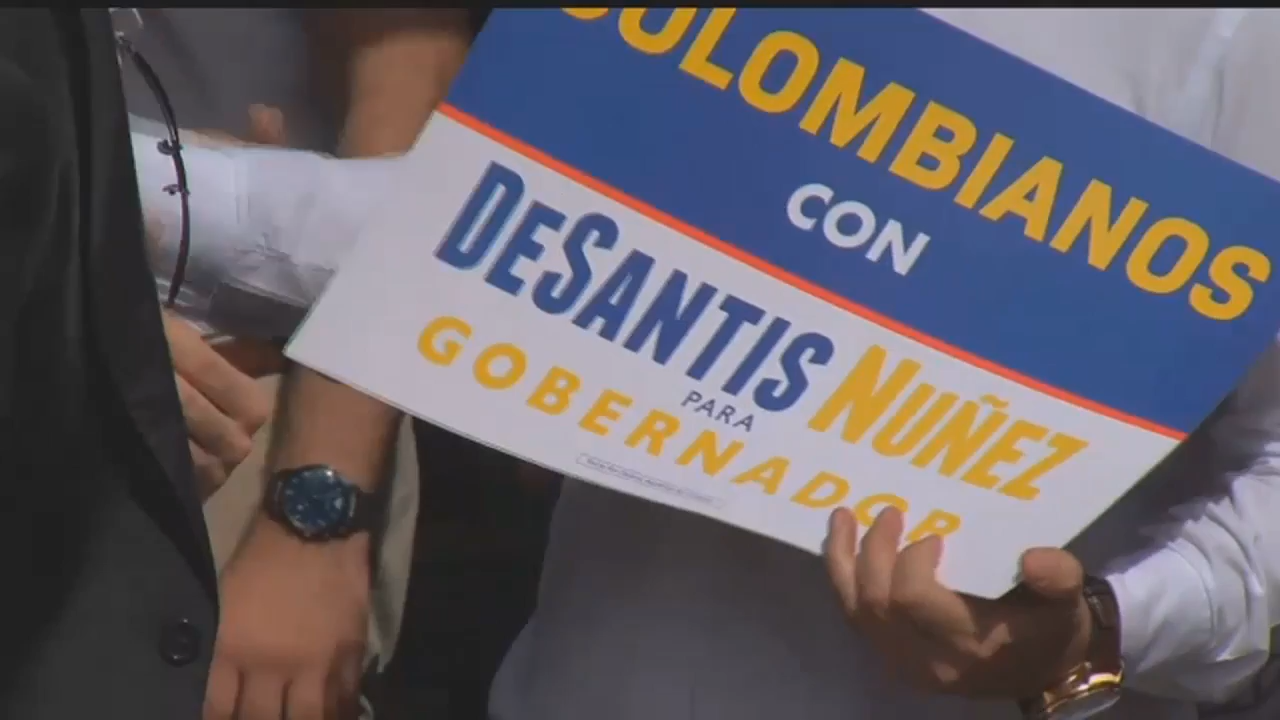 COLOMBIANOS
CON
DESANTIS NUÑEZ
PARA
GOBERNADOR